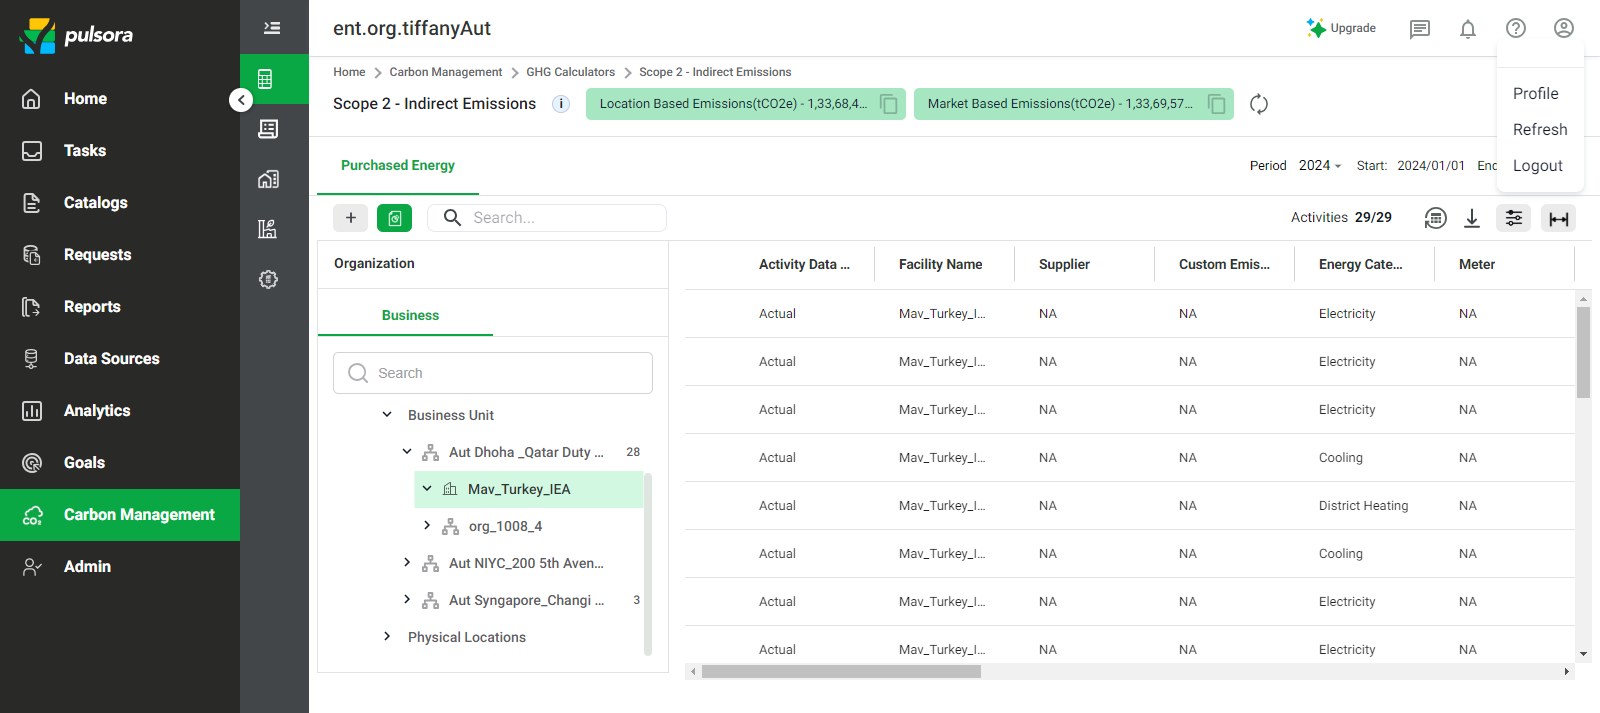 pulsora
ent.org.tiffanyAut
Upgrade
Home
Tasks
Catalogs
Requests
Reports
Data Sources
Analytics
Goals
Carbon Management
Admin
Home > Carbon Management > GHG Calculators > Scope 2 - Indirect Emissions
Scope 2 - Indirect Emissions
Location Based Emissions(tCO2e) - 1,33,68,4...
Market Based Emissions(tCO2e) - 1,33,69,57...
Profile
Refresh
Logout
Purchased Energy
Period 2024 Start: 2024/01/01 End
+ Search...
Activities 29/29
Organization
Business
Search
Business Unit
Aut Dhoha _Qatar Duty ... 28
Mav_Turkey_IEA
org_1008_4
Aut NIYC_200 5th Aven...
Aut Syngapore_Changi ... 3
Physical Locations
Activity Data ... Facility Name Supplier Custom Emis... Energy Cate... Meter
Actual Mav_Turkey_I... NA NA Electricity NA
Actual Mav_Turkey_I... NA NA Electricity NA
Actual Mav_Turkey_I... NA NA Electricity NA
Actual Mav_Turkey_I... NA NA Cooling NA
Actual Mav_Turkey_I... NA NA District Heating NA
Actual Mav_Turkey_I... NA NA Cooling NA
Actual Mav_Turkey_I... NA NA Electricity NA
Actual Mav_Turkey_I... NA NA Electricity NA